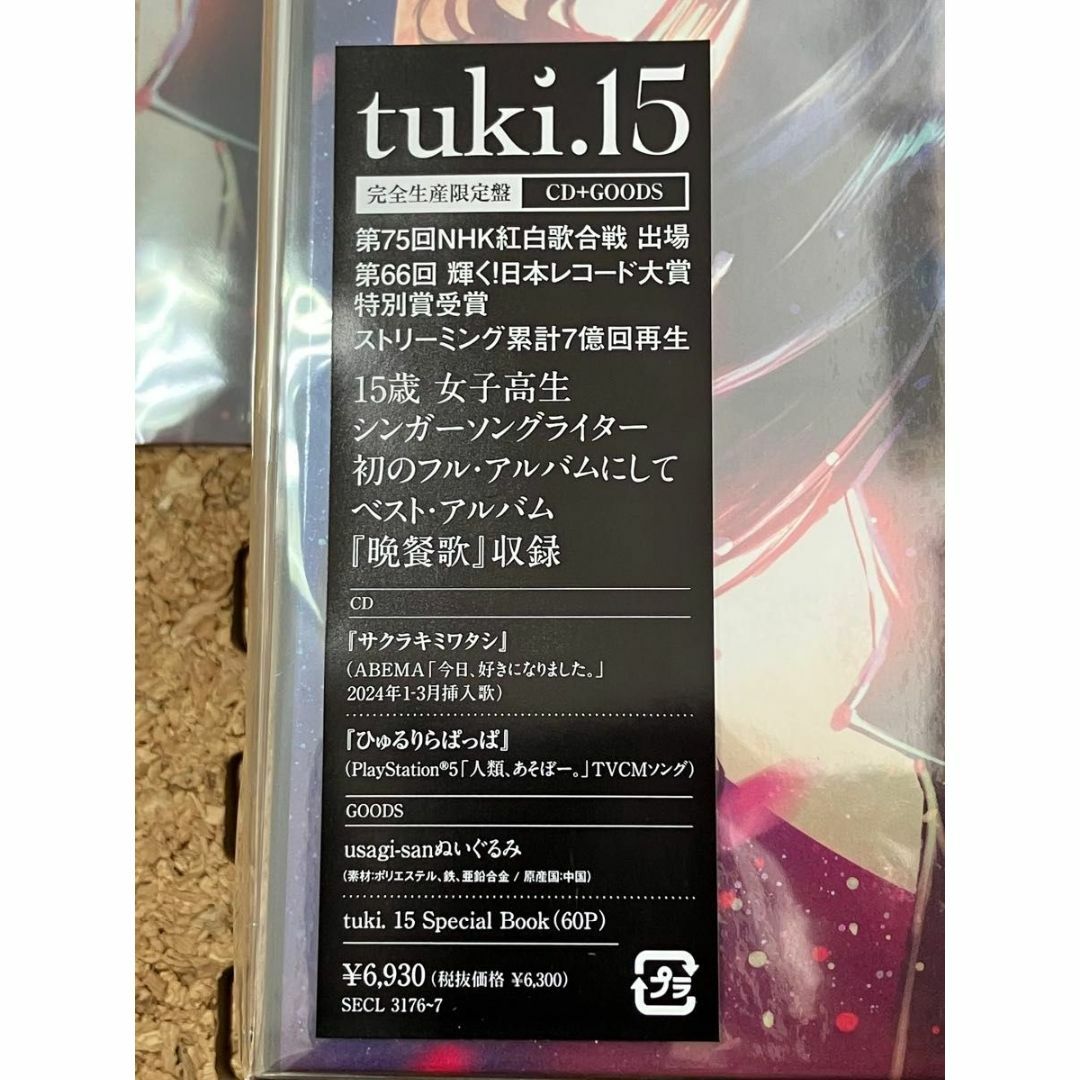 tuki.15
完全生産限定盤 CD+GOODS
第75回NHK紅白歌合戦 出場
第66回 輝く!日本レコード大賞
特別賞受賞
ストリーミング累計7億回再生
15歳 女子高生
シンガーソングライター
初のフル・アルバムにして
ベスト・アルバム
『晩餐歌』収録
CD
『サクラキミワタシ』
(ABEMA「今日、好きになりました。」
2024年1-3月挿入歌)
『ひゅるりらぱっぱ』
(PlayStation®5「人類、あそぼー。」TVCMソング)
GOODS
usagi-sanぬいぐるみ
(素材:ポリエステル、鉄、亜鉛合金 / 原産国:中国)
tuki. 15 Special Book(60P)
¥6,930(税抜価格 ¥6,300)
SECL 3176~7
プラ